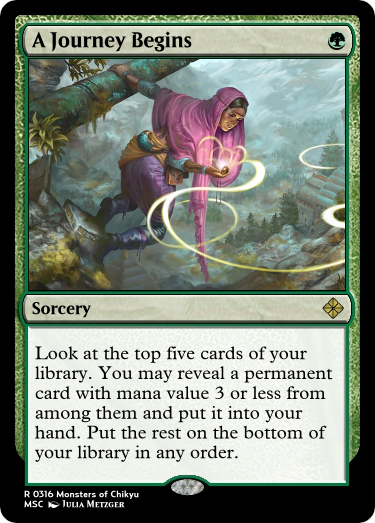 A Journey Begins
Sorcery
Look at the top five cards of your
library. You may reveal a permanent
card with mana value 3 or less from
among them and put it into your
hand. Put the rest on the bottom of
your library in any order.
R 0316 Monsters of Chikyu
MSC Julia Metzger